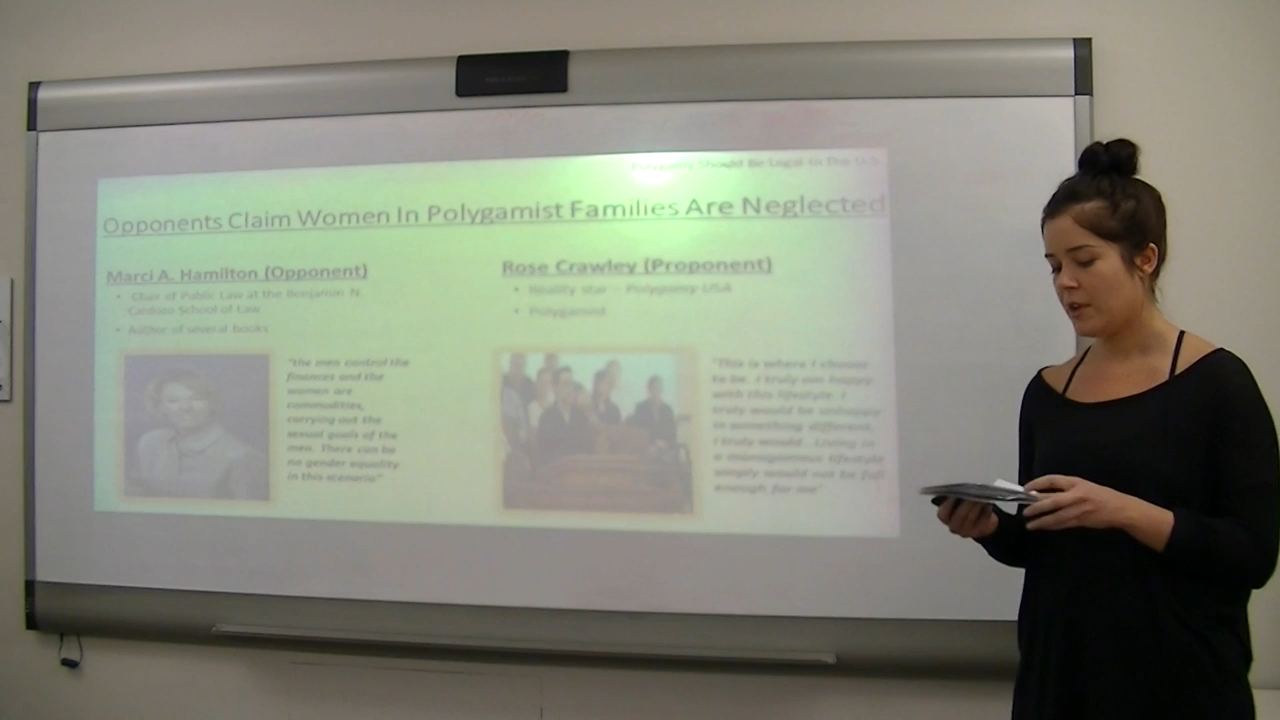 Polygamy Should Be Legal In The U.S.
Opponents Claim Women In Polygamist Families Are Neglected
Marci A. Hamilton (Opponent)
• Chair of Public Law at the Benjamin N.
Cardozo School of Law
• Author of several books
"the men control the
finances and the
women are
commodities,
carrying out the
sexual goals of the
men. There can be
no gender equality
in this scenario"
Rose Crawley (Proponent)
• Reality star - Polygamy USA
• Polygamist
"This is where I choose
to be. I truly am happy
with this lifestyle. I
truly would be unhappy
in something different,
I truly would. Living in
a monogamous lifestyle
simply would not be full
enough for me"